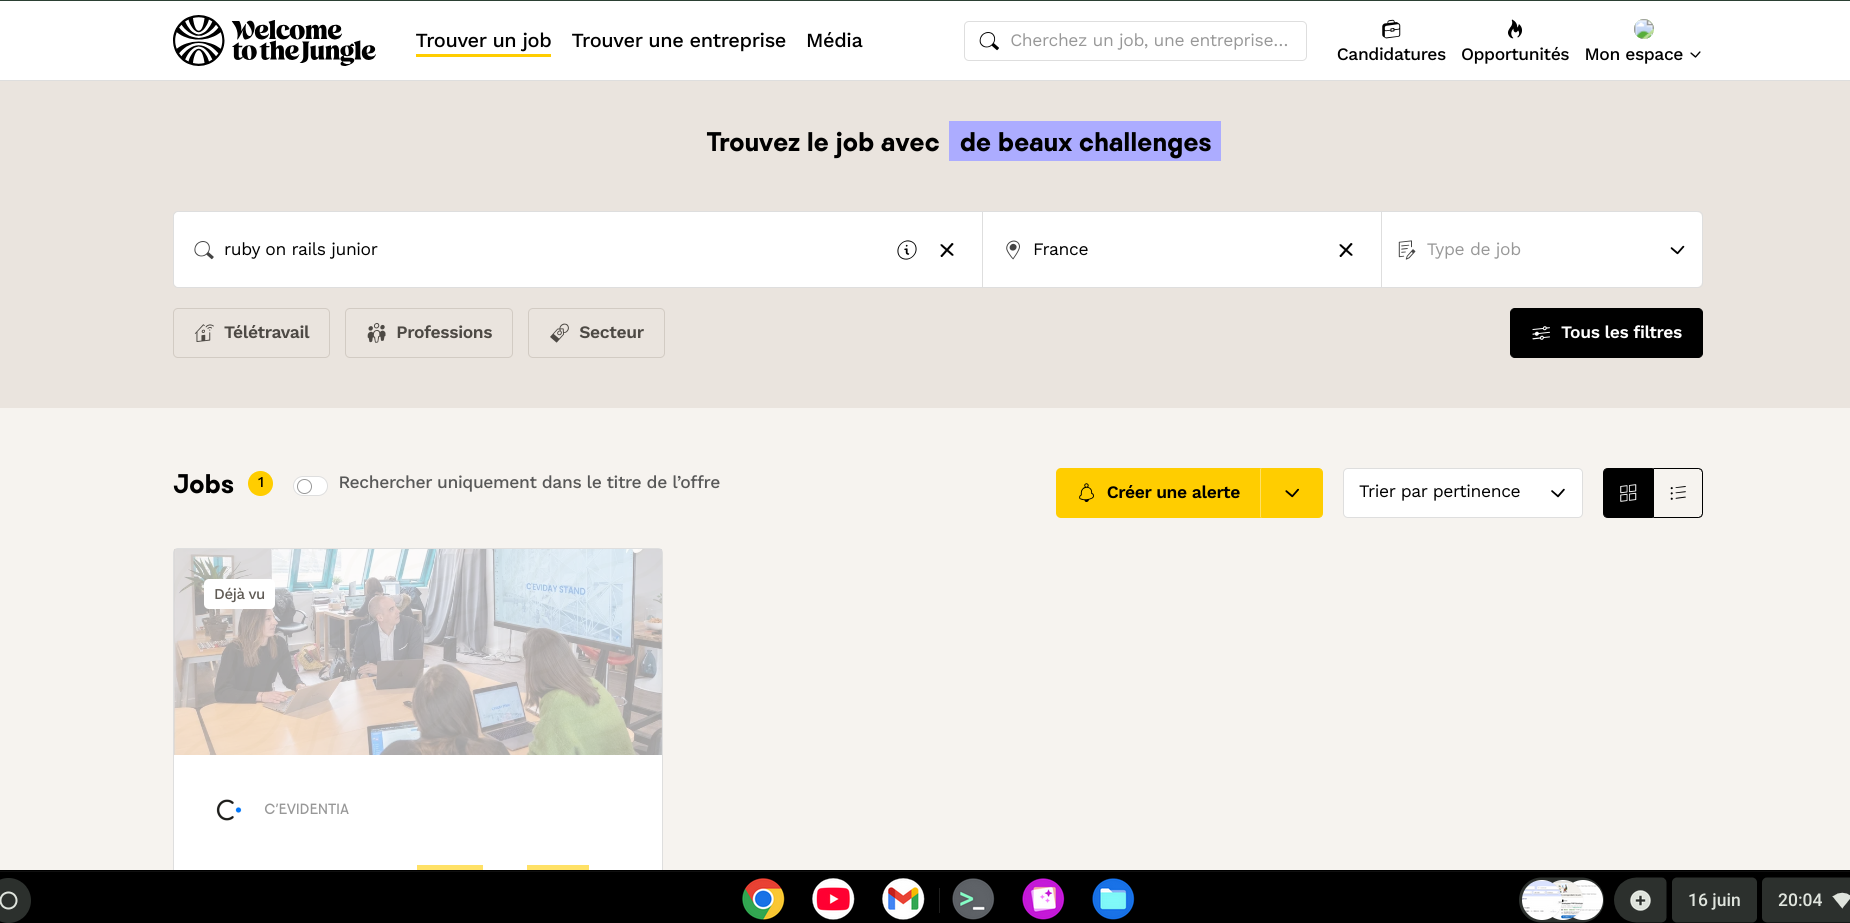 Welcome
to the Jungle
Trouver un job
Trouver une entreprise
Média
Cherchez un job, une entreprise...
Candidatures
Opportunités
Mon espace
Trouvez le job avec de beaux challenges
ruby on rails junior
France
Type de job
Télétravail
Professions
Secteur
Tous les filtres
Jobs
1
Rechercher uniquement dans le titre de l’offre
Créer une alerte
Trier par pertinence
Déjà vu
C'EVIDAY STAND
C’EVIDENTIA
16 juin
20:04